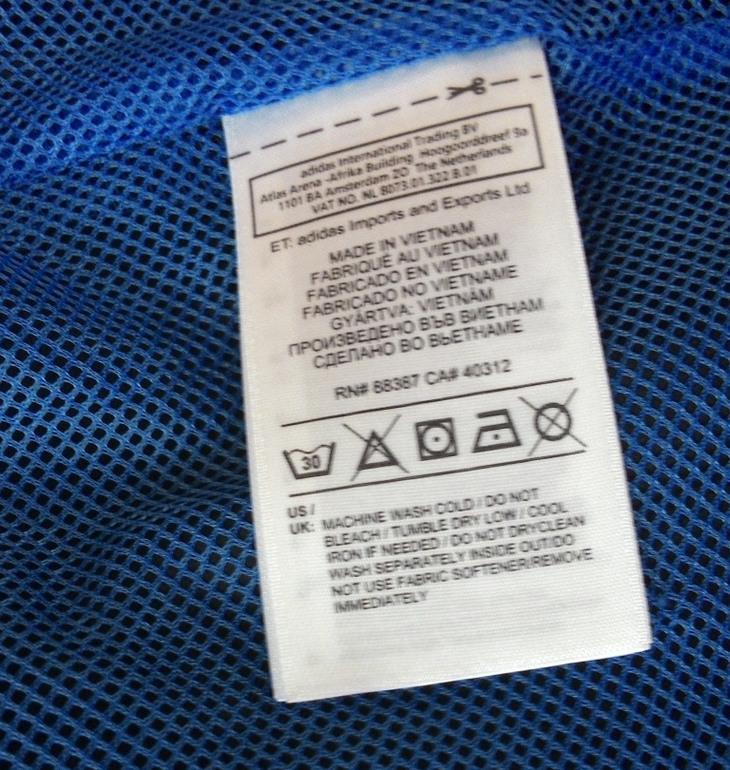 adidas International Trading BV
Atlas Arena -Afrika Building Hoogoorddreef 9a
1101 BA Amsterdam ZO The Netherlands
VAT NO. NL 8073.01.322.B.01
ET: adidas Imports and Exports Ltd
MADE IN VIETNAM
FABRIQUÉ AU VIETNAM
FABRICADO EN VIETNAM
FABRICADO NO VIETNAME
GYÁRTVA: VIETNÁM
ПРОИЗВЕДЕНО ВЪВ ВИЕТНАМ
СДЕЛАНО ВО ВЬЕТНАМЕ
RN# 88387 CA# 40312
30
US /
UK: MACHINE WASH COLD / DO NOT
BLEACH / TUMBLE DRY LOW / COOL
IRON IF NEEDED / DO NOT DRYCLEAN
WASH SEPARATELY INSIDE OUT/DO
NOT USE FABRIC SOFTENER/REMOVE
IMMEDIATELY